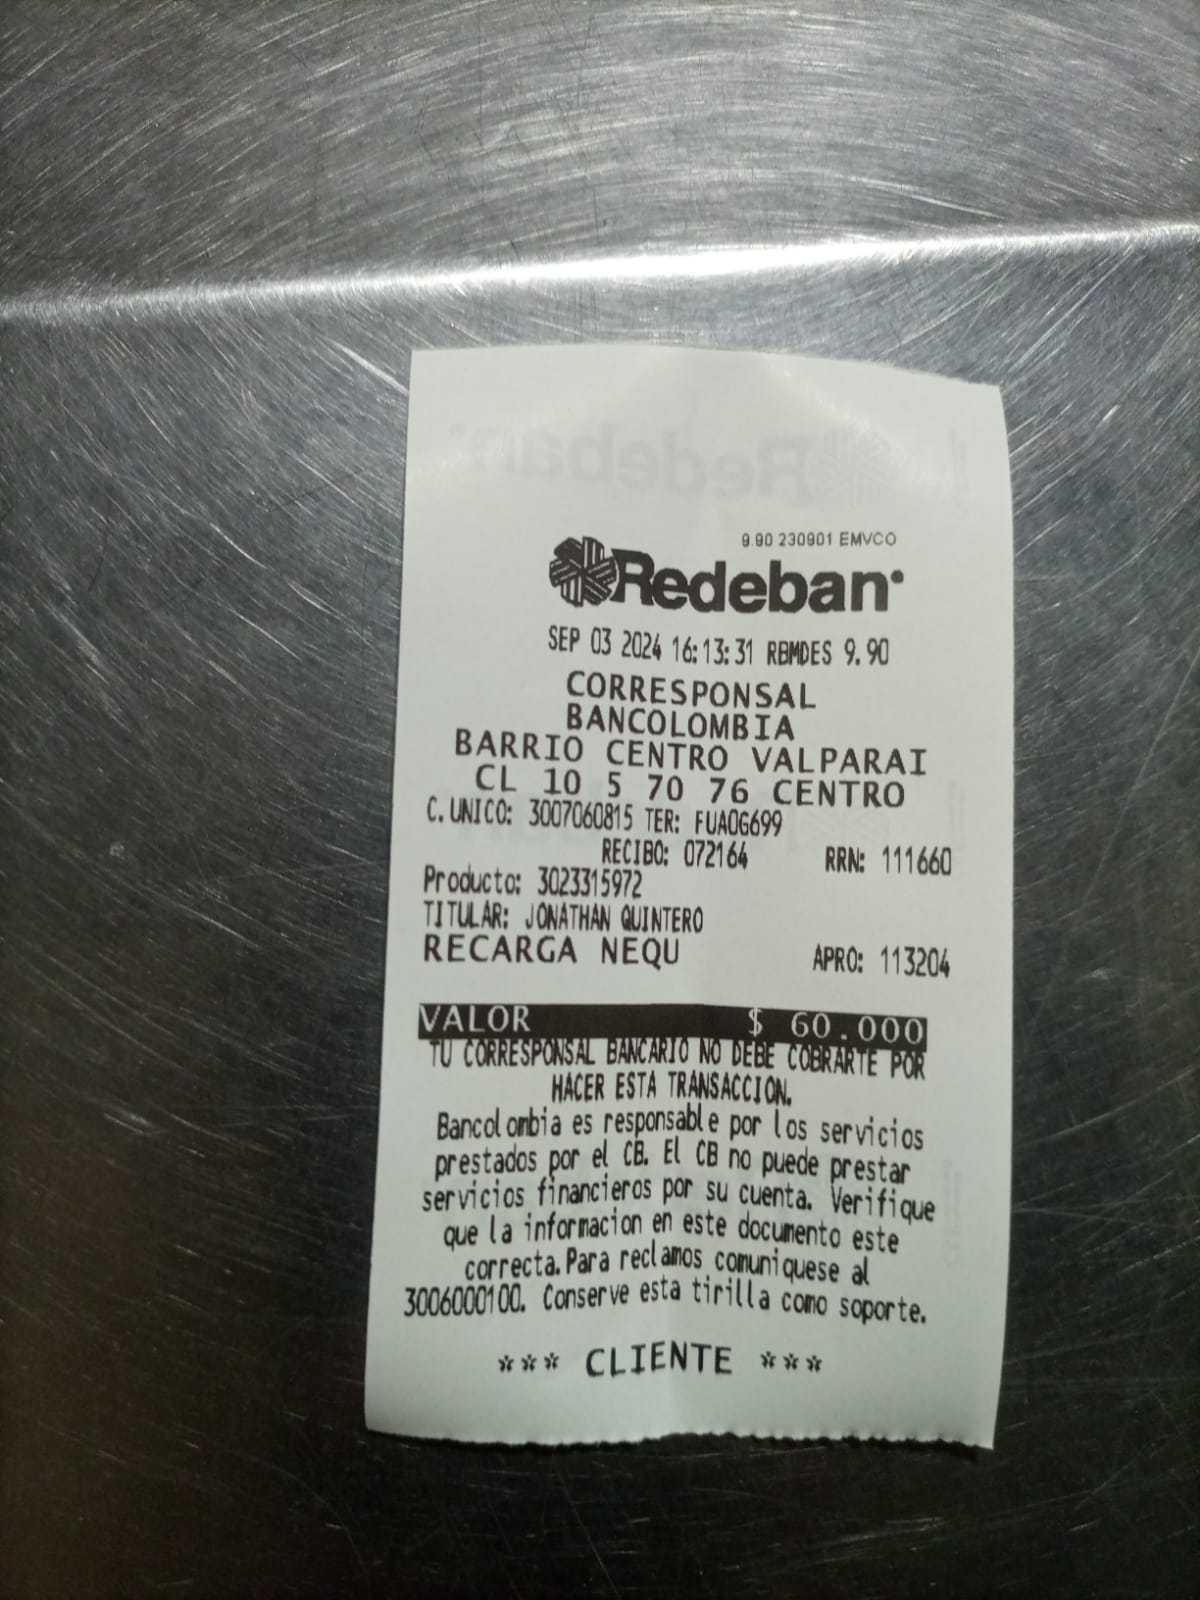 9.90 230901 EMVCO
Redeban
SEP 03 2024 16:13:31 RBMDES 9.90
CORRESPONSAL
BANCOLOMBIA
BARRIO CENTRO VALPARAI
CL 10 5 70 76 CENTRO
C.UNICO: 3007060815 TER: FUAOG699
RECIBO: 072164 RRN: 111660
Producto: 3023315972
TITULAR: JONATHAN QUINTERO
RECARGA NEQU APRO: 113204
VALOR $ 60.000
TU CORRESPONSAL BANCARIO NO DEBE COBRARTE POR
HACER ESTA TRANSACCION.
Bancolombia es responsable por los servicios
prestados por el CB. El CB no puede prestar
servicios financieros por su cuenta. Verifique
que la informacion en este documento este
correcta.Para reclamos comuniquese al
3006000100. Conserve esta tirilla como soporte.
*** CLIENTE ***